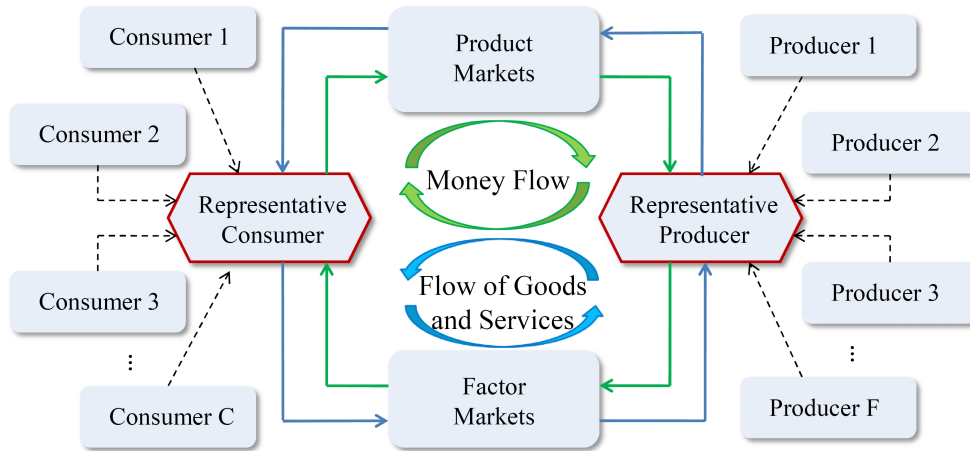 Consumer 1
Product
Markets
Producer 1
Consumer 2
Producer 2
Money Flow
Representative
Consumer
Representative
Producer
Consumer 3
Flow of Goods
and Services
Producer 3
...
...
Consumer C
Factor
Markets
Producer F